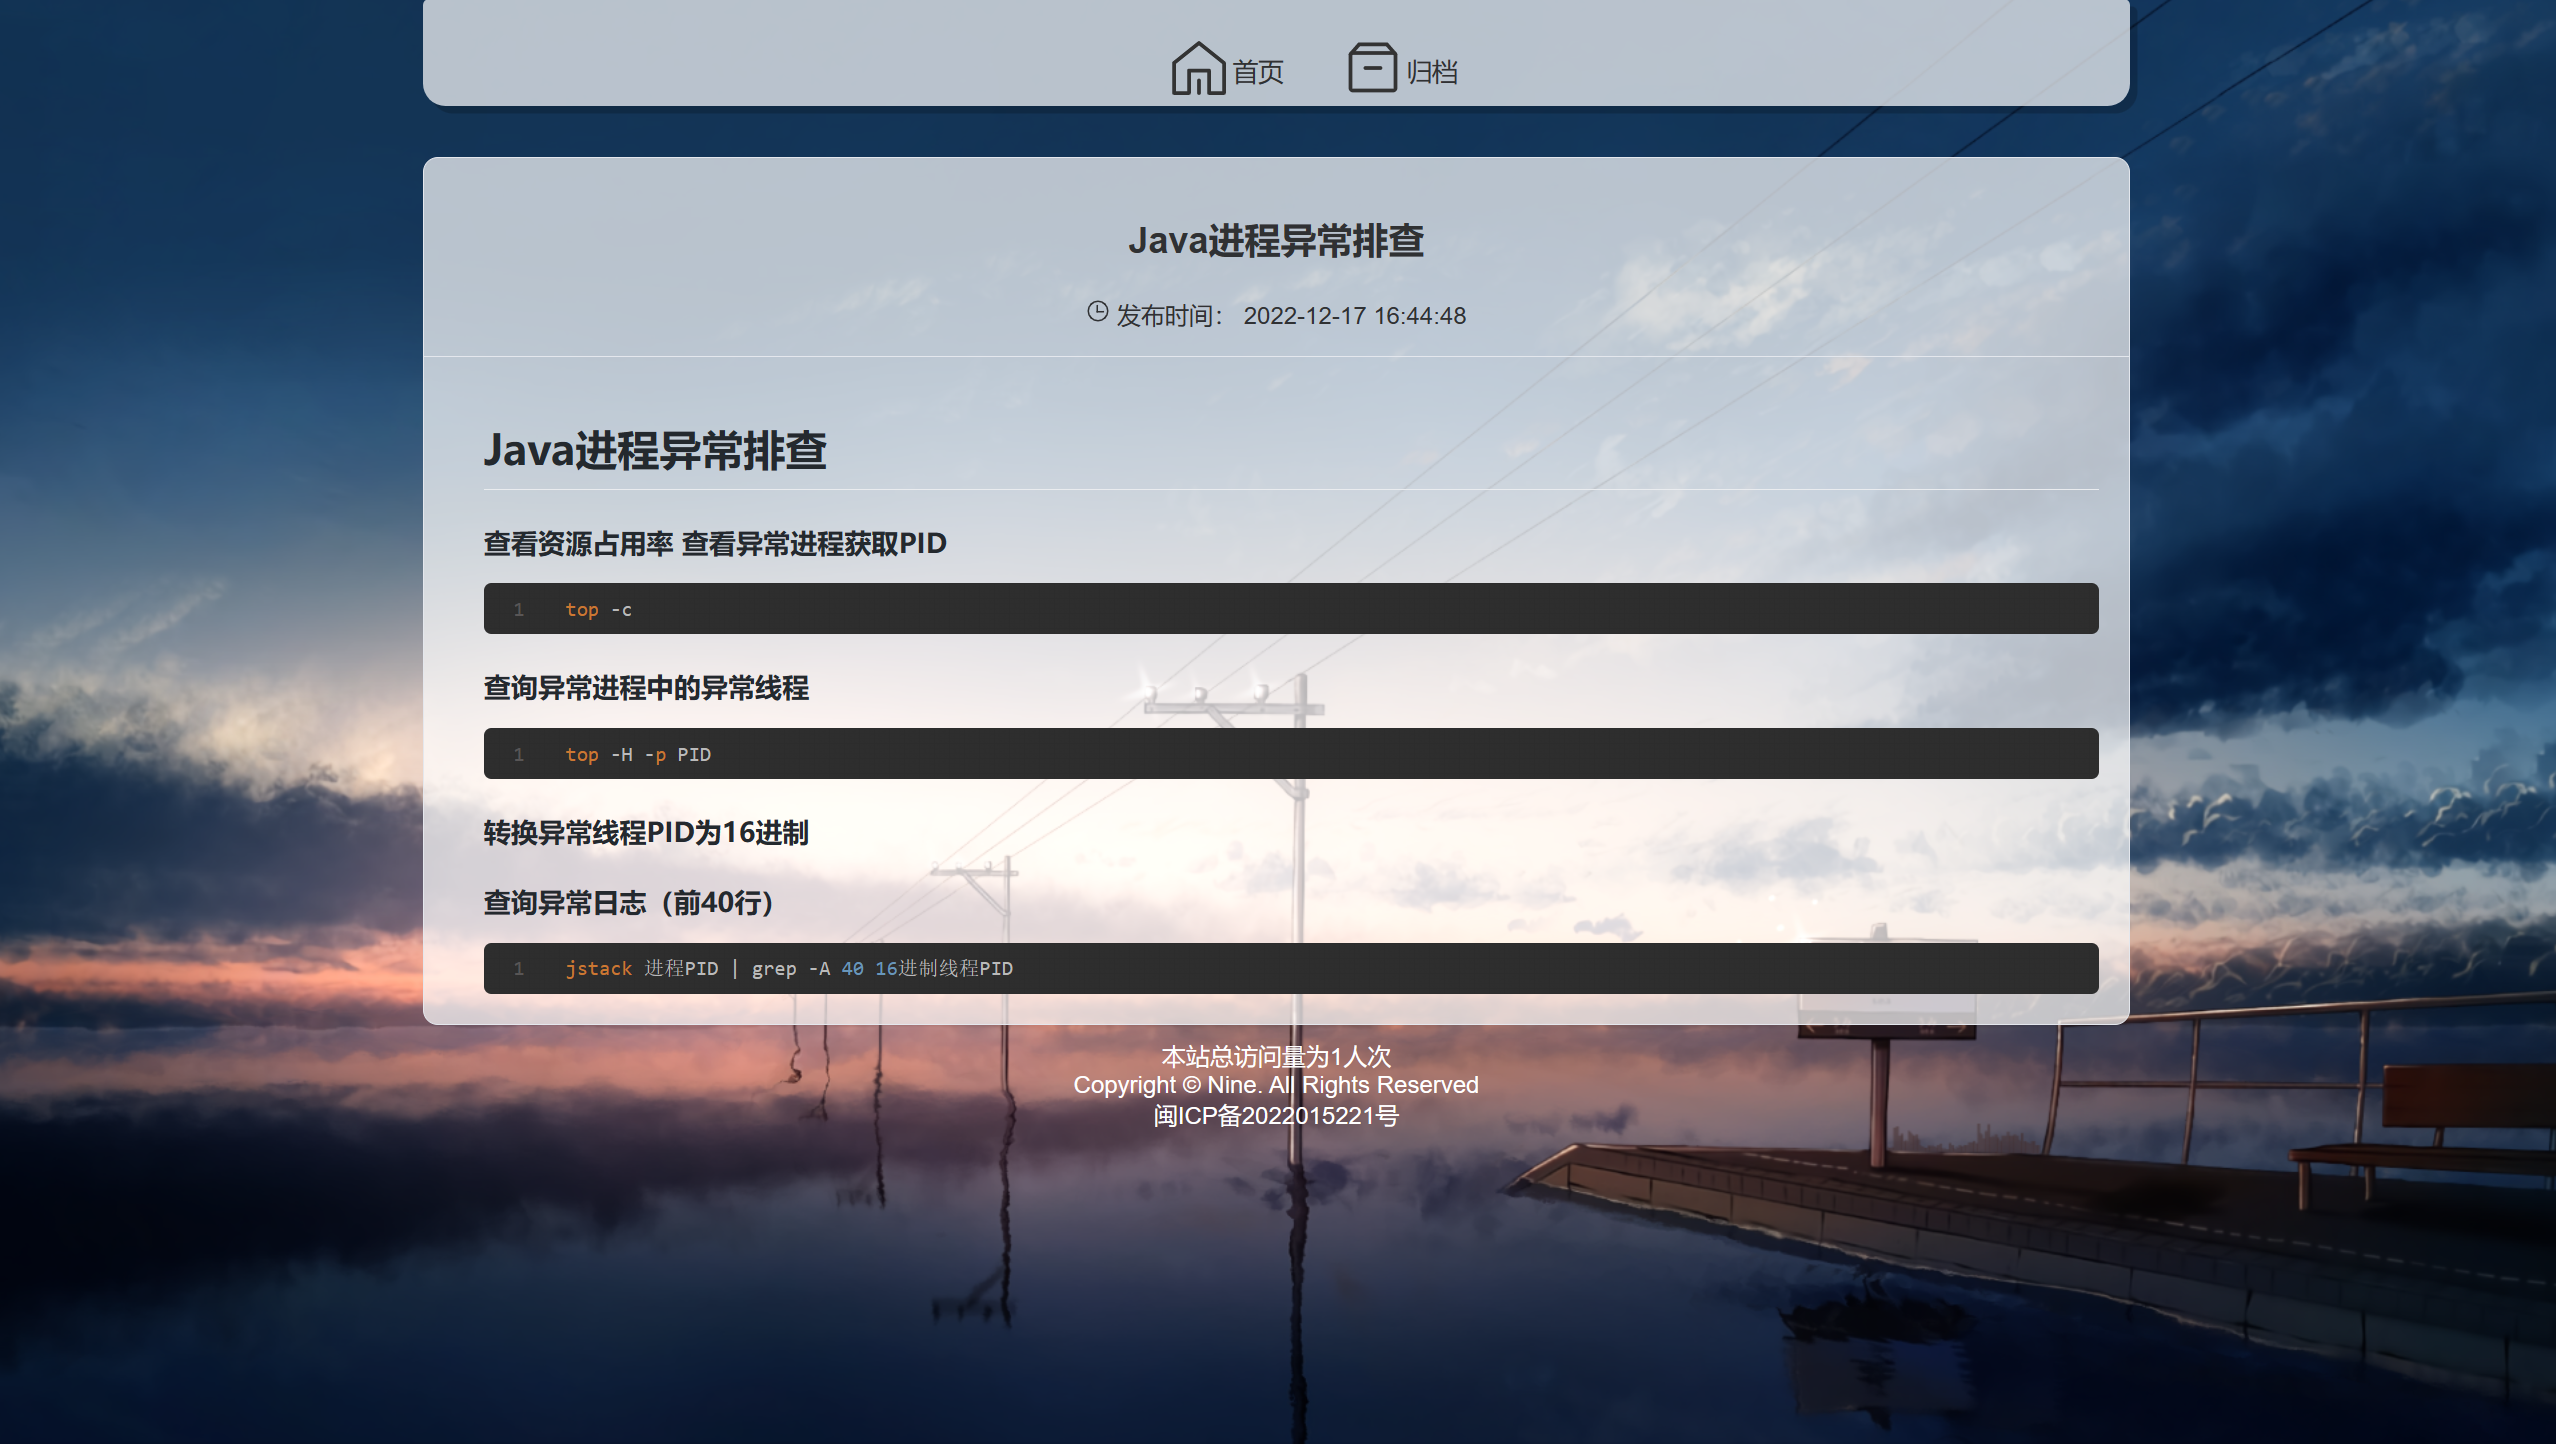 首页 归档
Java进程异常排查
发布时间： 2022-12-17 16:44:48
Java进程异常排查
查看资源占用率 查看异常进程获取PID
1 top -c
查询异常进程中的异常线程
1 top -H -p PID
转换异常线程PID为16进制
查询异常日志（前40行）
1 jstack 进程PID | grep -A 40 16进制线程PID
本站总访问量为1人次
Copyright © Nine. All Rights Reserved
闽ICP备2022015221号